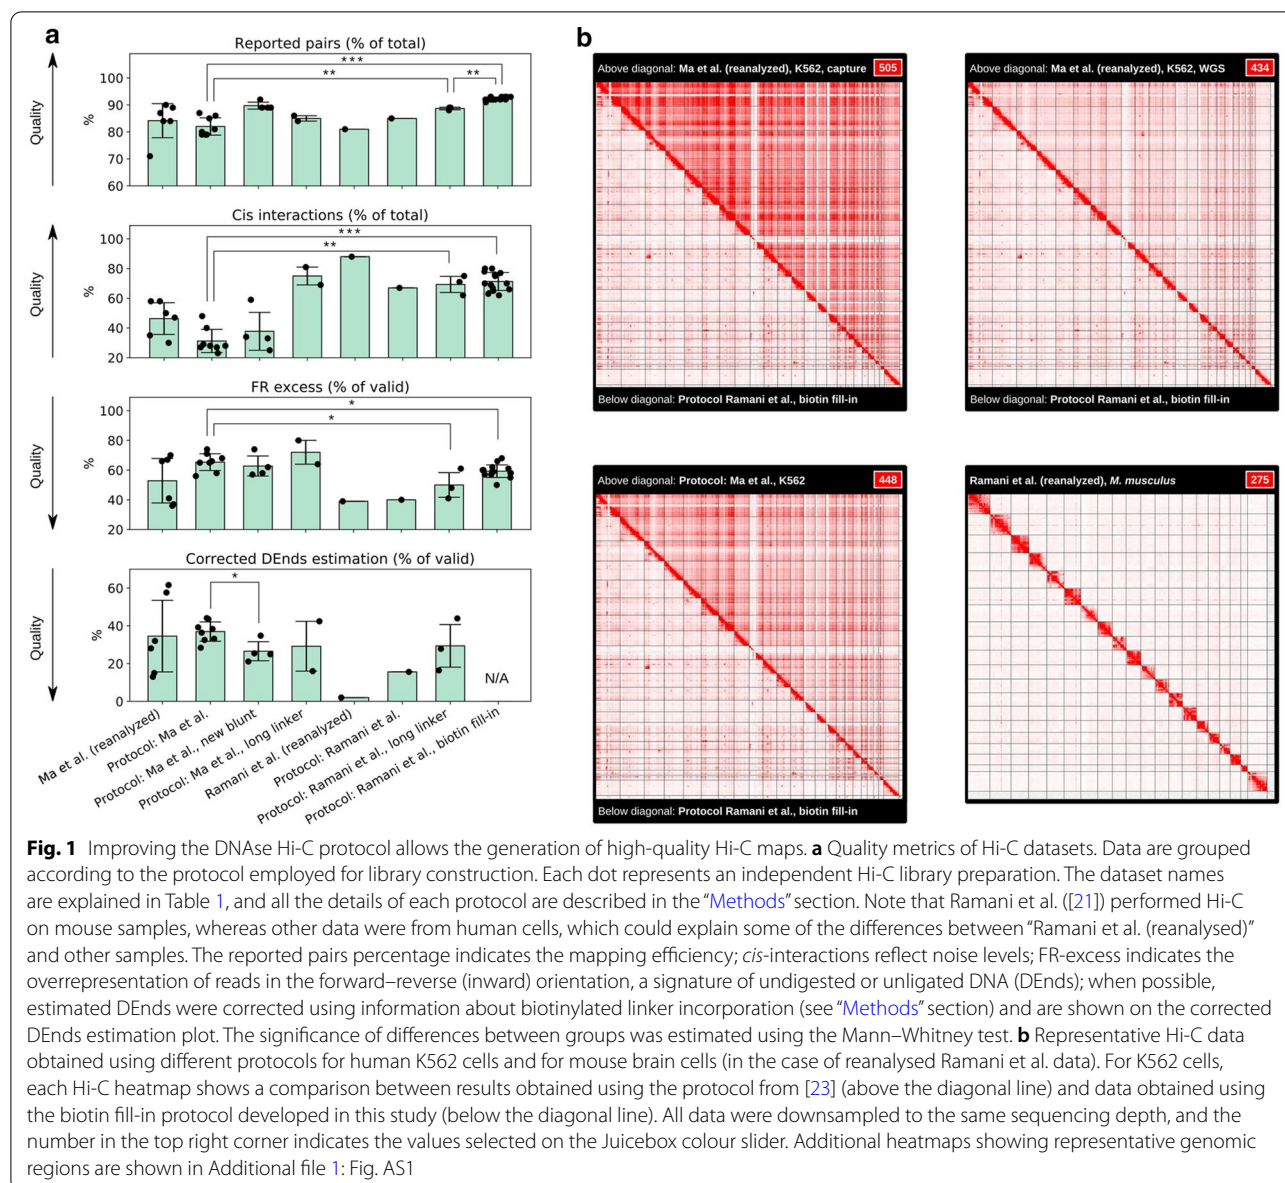 a
Reported pairs (% of total)
***
**
**
100
90
80
70
60
%
Quality
Cis interactions (% of total)
***
**
100
80
60
40
20
%
Quality
FR excess (% of valid)
*
*
100
80
60
40
20
%
Quality
Corrected DEnds estimation (% of valid)
*
60
40
20
0
%
Quality
N/A
Ma et al. (reanalyzed)
Protocol: Ma et al.
Protocol: Ma et al., new blunt
Protocol: Ma et al., long linker
Ramani et al. (reanalyzed)
Protocol: Ramani et al.
Protocol: Ramani et al., long linker
Protocol: Ramani et al., biotin fill-in
b
Above diagonal: Ma et al. (reanalyzed), K562, capture 505
Below diagonal: Protocol Ramani et al., biotin fill-in
Above diagonal: Ma et al. (reanalyzed), K562, WGS 434
Below diagonal: Protocol Ramani et al., biotin fill-in
Above diagonal: Protocol: Ma et al., K562 448
Below diagonal: Protocol Ramani et al., biotin fill-in
Ramani et al. (reanalyzed), M. musculus 275
Fig. 1 Improving the DNAse Hi-C protocol allows the generation of high-quality Hi-C maps. a Quality metrics of Hi-C datasets. Data are grouped
according to the protocol employed for library construction. Each dot represents an independent Hi-C library preparation. The dataset names
are explained in Table 1, and all the details of each protocol are described in the “Methods” section. Note that Ramani et al. ([21]) performed Hi-C
on mouse samples, whereas other data were from human cells, which could explain some of the differences between “Ramani et al. (reanalysed)”
and other samples. The reported pairs percentage indicates the mapping efficiency; cis-interactions reflect noise levels; FR-excess indicates the
overrepresentation of reads in the forward–reverse (inward) orientation, a signature of undigested or unligated DNA (DEnds); when possible,
estimated DEnds were corrected using information about biotinylated linker incorporation (see “Methods” section) and are shown on the corrected
DEnds estimation plot. The significance of differences between groups was estimated using the Mann–Whitney test. b Representative Hi-C data
obtained using different protocols for human K562 cells and for mouse brain cells (in the case of reanalysed Ramani et al. data). For K562 cells,
each Hi-C heatmap shows a comparison between results obtained using the protocol from [23] (above the diagonal line) and data obtained using
the biotin fill-in protocol developed in this study (below the diagonal line). All data were downsampled to the same sequencing depth, and the
number in the top right corner indicates the values selected on the Juicebox colour slider. Additional heatmaps showing representative genomic
regions are shown in Additional file 1: Fig. AS1